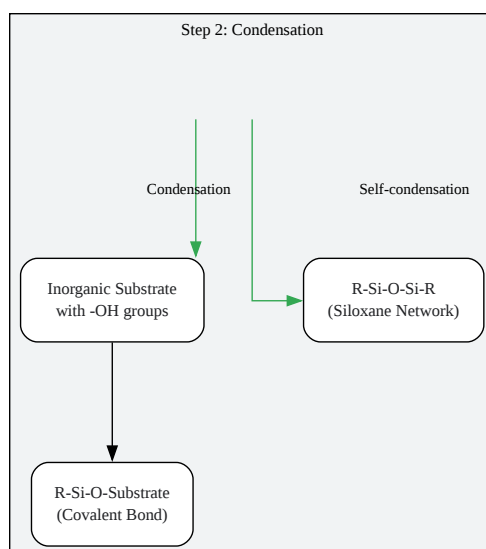 Step 2: Condensation
Condensation
Self-condensation
Inorganic Substrate
with -OH groups
R-Si-O-Si-R
(Siloxane Network)
R-Si-O-Substrate
(Covalent Bond)